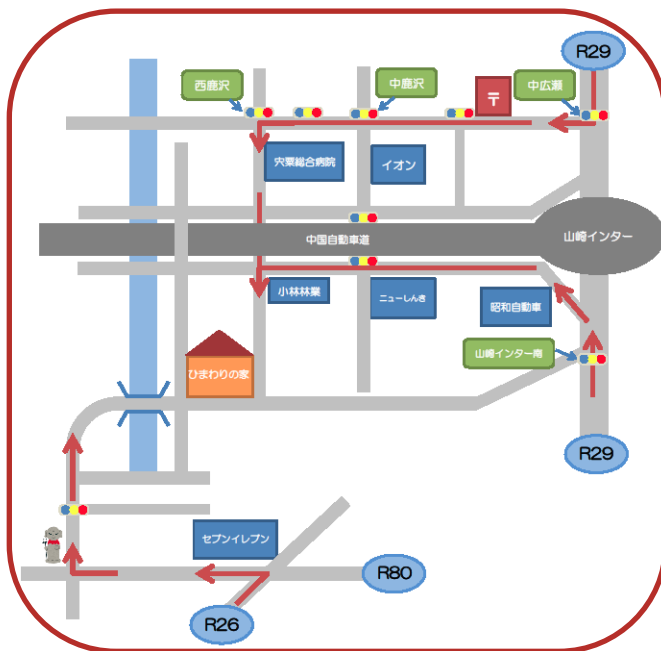 R29
西鹿沢
中鹿沢
〒
中広瀬
宍粟総合病院
イオン
中国自動車道
山崎インター
小林林業
ニューしんき
昭和自動車
山崎インター南
ひまわりの家
R29
セブンイレブン
R80
R26